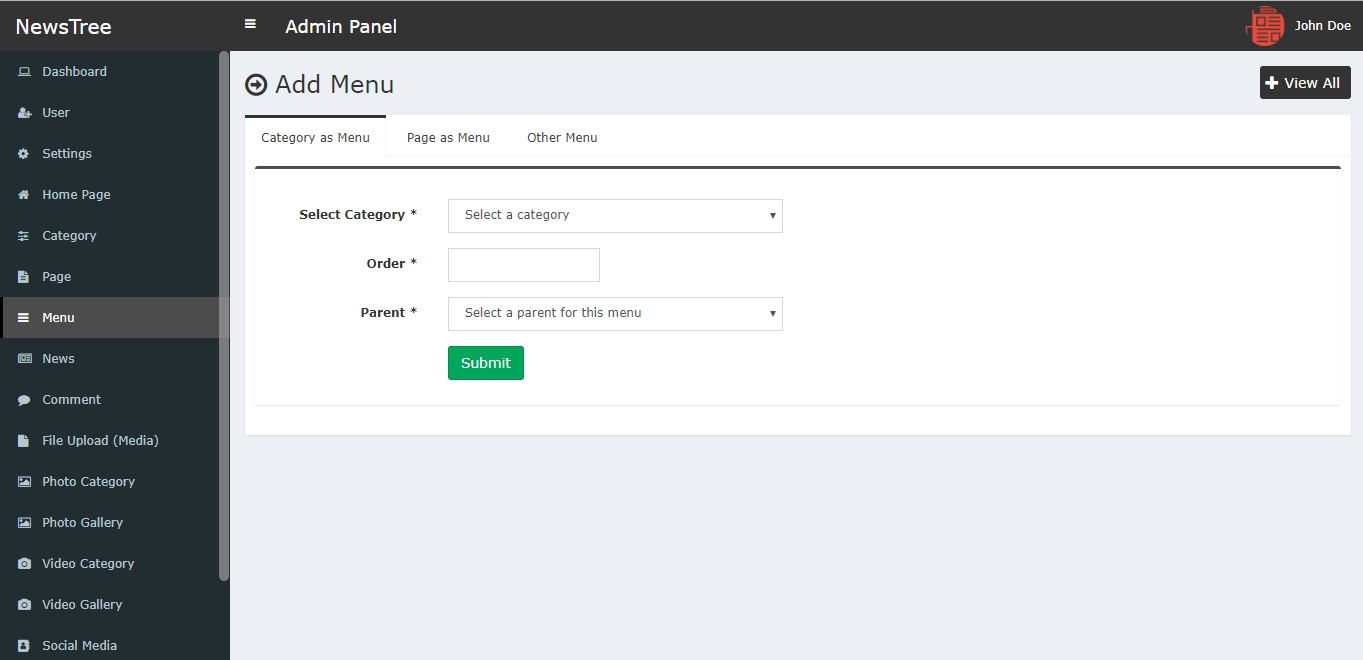 NewsTree
Admin Panel
John Doe
Dashboard
User
Settings
Home Page
Category
Page
Menu
News
Comment
File Upload (Media)
Photo Category
Photo Gallery
Video Category
Video Gallery
Social Media
Add Menu
View All
Category as Menu
Page as Menu
Other Menu
Select Category *
Select a category
Order *
Parent *
Select a parent for this menu
Submit